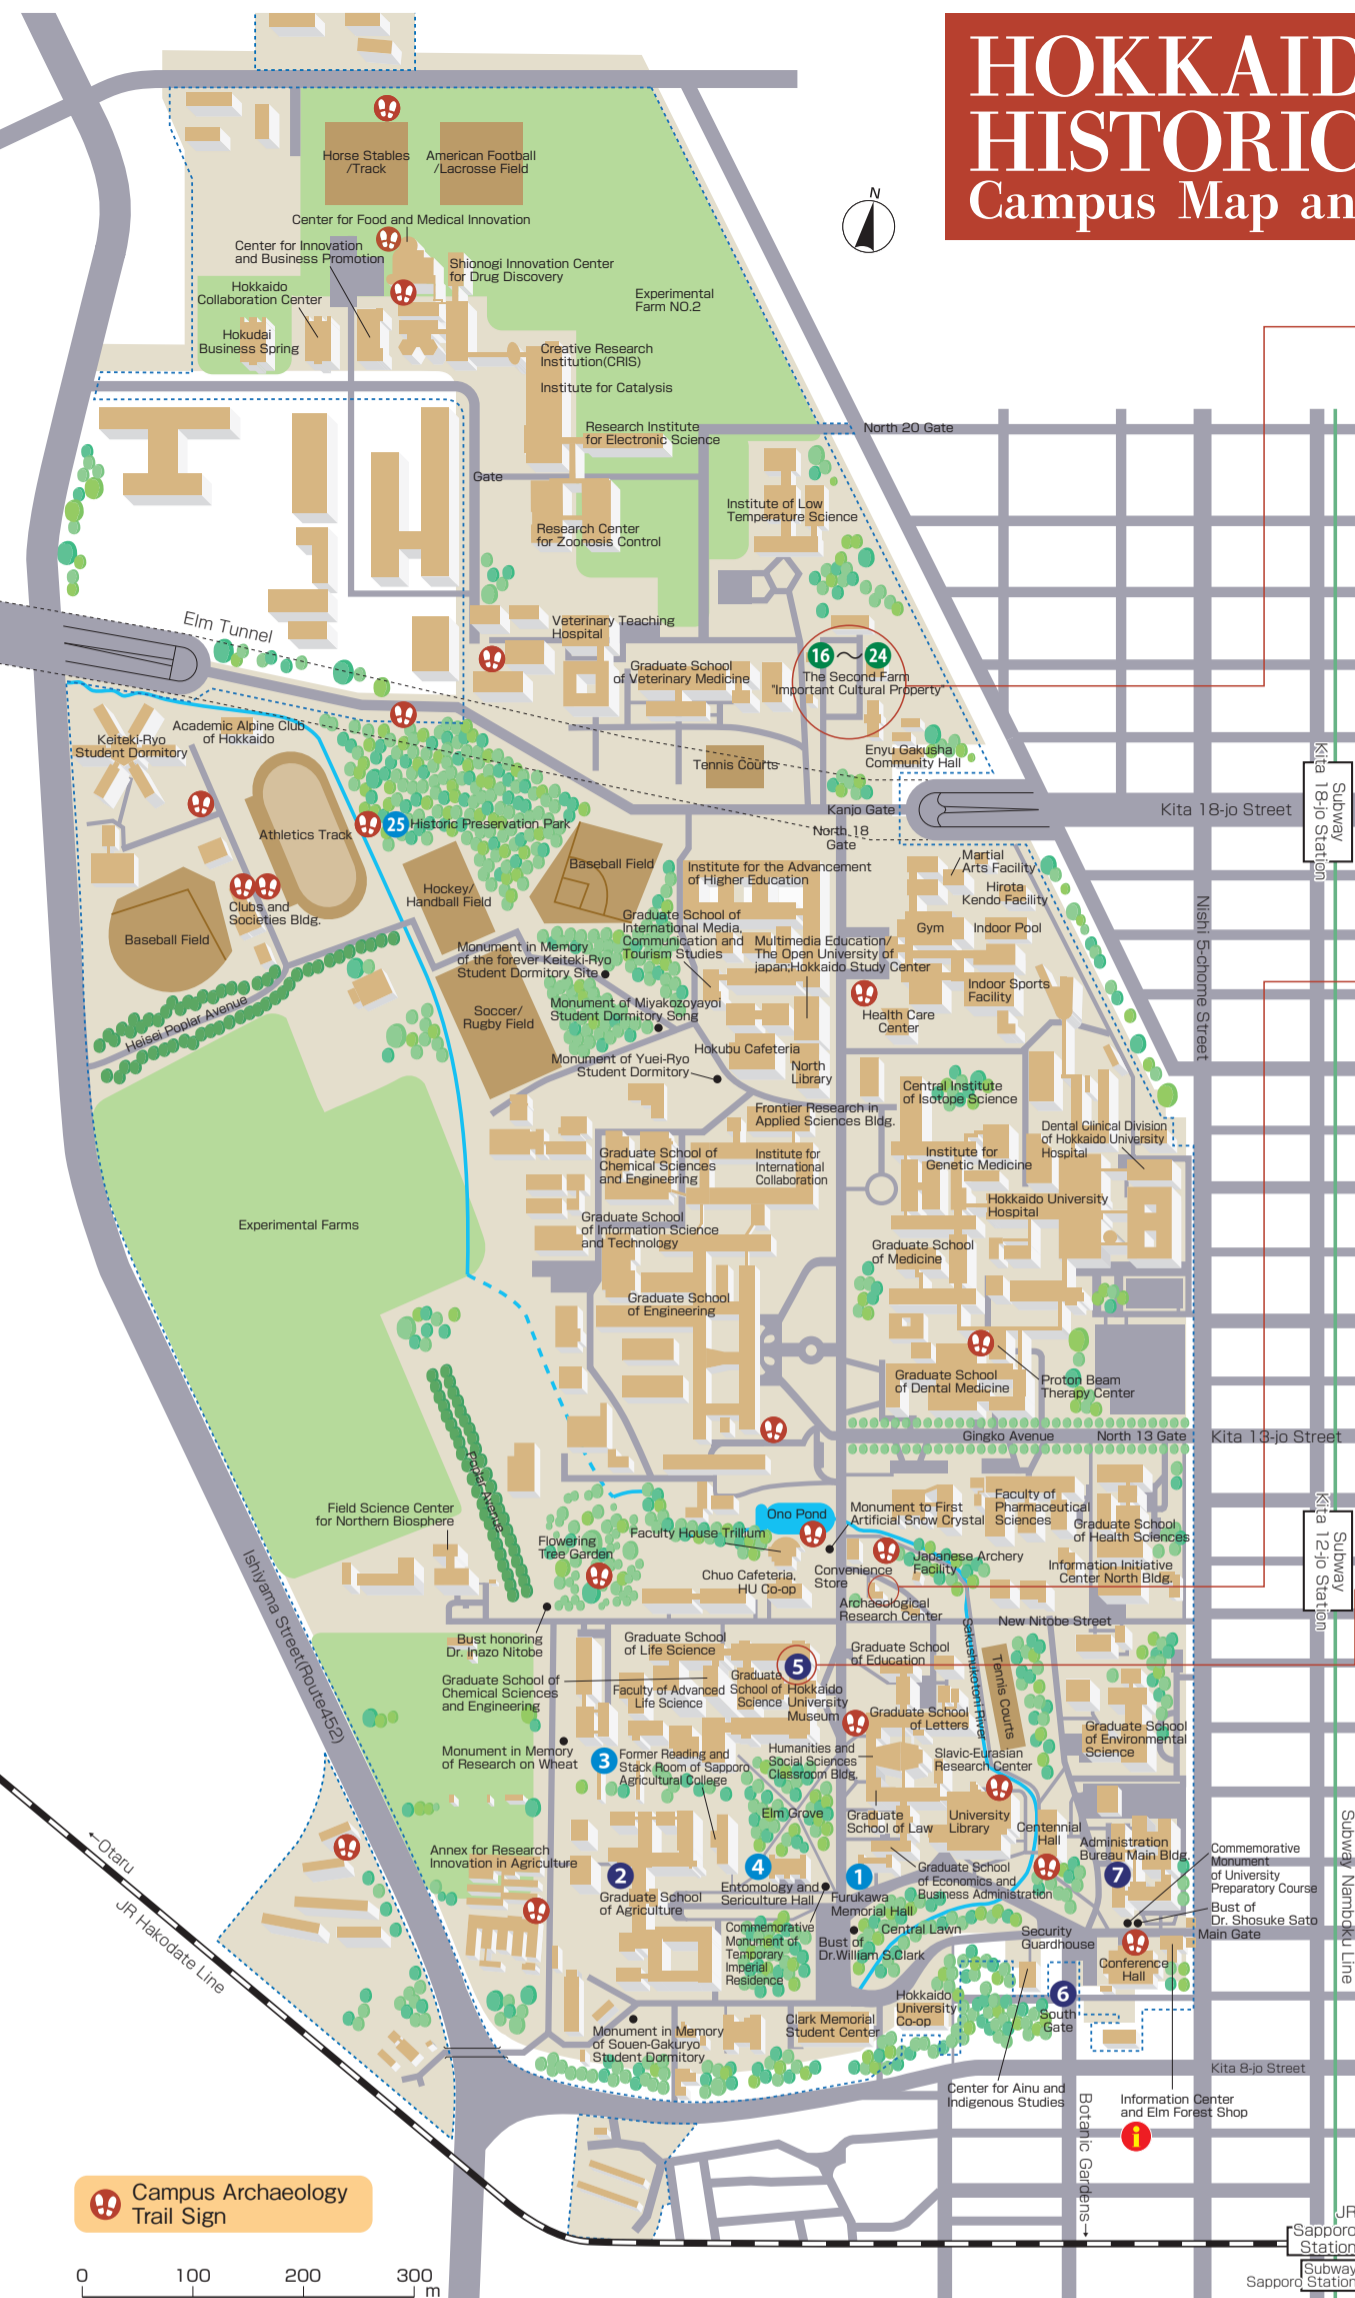 HOKKAID
HISTORIC
Campus Map an
N
Horse Stables
/Track
American Football
/Lacrosse Field
Center for Food and Medical Innovation
Center for Innovation
and Business Promotion
Shionogi Innovation Center
for Drug Discovery
Hokkaido
Collaboration Center
Experimental
Farm NO.2
Hokudai
Business Spring
Creative Research
Institution(CRIS)
Institute for Catalysis
Research Institute
for Electronic Science
North 20 Gate
Gate
Institute of Low
Temperature Science
Research Center
for Zoonosis Control
Elm Tunnel
Veterinary Teaching
Hospital
Graduate School
of Veterinary Medicine
16 ~ 24
The Second Farm
"Important Cultural Property"
Keiteki-Ryo
Student Dormitory
Academic Alpine Club
of Hokkaido
Enyu Gakusha
Community Hall
Tennis Courts
Kanjo Gate
Kita 18-jo Street
Subway
Kita 18-jo Station
North 18
Gate
Athletics Track
25
Historic Preservation Park
Baseball Field
Institute for the Advancement
of Higher Education
Martial
Arts Facility
Hirota
Kendo Facility
Hockey/
Handball Field
Clubs and
Societies Bldg.
Baseball Field
Graduate School of
International Media,
Communication and
Tourism Studies
Gym
Indoor Pool
Nishi 5-chome Street
Monument in Memory
of the forever Keiteki-Ryo
Student Dormitory Site
Multimedia Education/
The Open University of
japan;Hokkaido Study Center
Indoor Sports
Facility
Heisei Poplar Avenue
Soccer/
Rugby Field
Monument of Miyakozoyayoi
Student Dormitory Song
Health Care
Center
Hokubu Cafeteria
Monument of Yuei-Ryo
Student Dormitory
North
Library
Central Institute
of Isotope Science
Frontier Research in
Applied Sciences Bldg.
Dental Clinical Division
of Hokkaido University
Hospital
Graduate School of
Chemical Sciences
and Engineering
Institute for
International
Collaboration
Institute for
Genetic Medicine
Hokkaido University
Hospital
Experimental Farms
Graduate School
of Information Science
and Technology
Graduate School
of Medicine
Graduate School
of Engineering
Graduate School
of Dental Medicine
Proton Beam
Therapy Center
Gingko Avenue
North 13 Gate
Kita 13-jo Street
Poplar Avenue
Field Science Center
for Northern Biosphere
Ono Pond
Monument to First
Artificial Snow Crystal
Faculty of
Pharmaceutical
Sciences
Graduate School
of Health Sciences
Subway
Kita 12-jo Station
Flowering
Tree Garden
Faculty House Trillium
Chuo Cafeteria,
HU Co-op
Convenience
Store
Japanese Archery
Facility
Information Initiative
Center North Bldg.
Archaeological
Research Center
New Nitobe Street
Ishiyama Street(Route452)
Bust honoring
Dr. Inazo Nitobe
Graduate School
of Life Science
Graduate School
of Education
Sakushukotoni River
Tennis Courts
Graduate School of
Chemical Sciences
and Engineering
Faculty of Advanced
Life Science
Graduate
School of
Science
5
Hokkaido
University
Museum
Graduate School
of Letters
Graduate School
of Environmental
Science
Monument in Memory
of Research on Wheat
3
Former Reading and
Stack Room of Sapporo
Agricultural College
Humanities and
Social Sciences
Classroom Bldg.
Slavic-Eurasian
Research Center
Elm Grove
Graduate
School of Law
University
Library
Centennial
Hall
Administration
Bureau Main Bldg.
Commemorative
Monument
of University
Preparatory Course
←Otaru
JR Hakodate Line
Annex for Research
Innovation in Agriculture
2
Graduate School
of Agriculture
4
Entomology and
Sericulture Hall
1
Furukawa
Memorial Hall
Graduate School
of Economics and
Business Administration
7
Bust of
Dr. Shosuke Sato
Main Gate
Subway Namboku Line
Commemorative
Monument of
Temporary
Imperial
Residence
Bust of
Dr.William S.Clark
Central Lawn
Security
Guardhouse
Conference
Hall
Hokkaido
University
Co-op
6
South
Gate
Monument in Memory
of Souen-Gakuryo
Student Dormitory
Clark Memorial
Student Center
Kita 8-jo Street
Center for Ainu and
Indigenous Studies
Information Center
and Elm Forest Shop
i
Botanic Gardens→
Campus Archaeology
Trail Sign
JR
Sapporo
Station
Subway
Sapporo Station
0 100 200 300
m